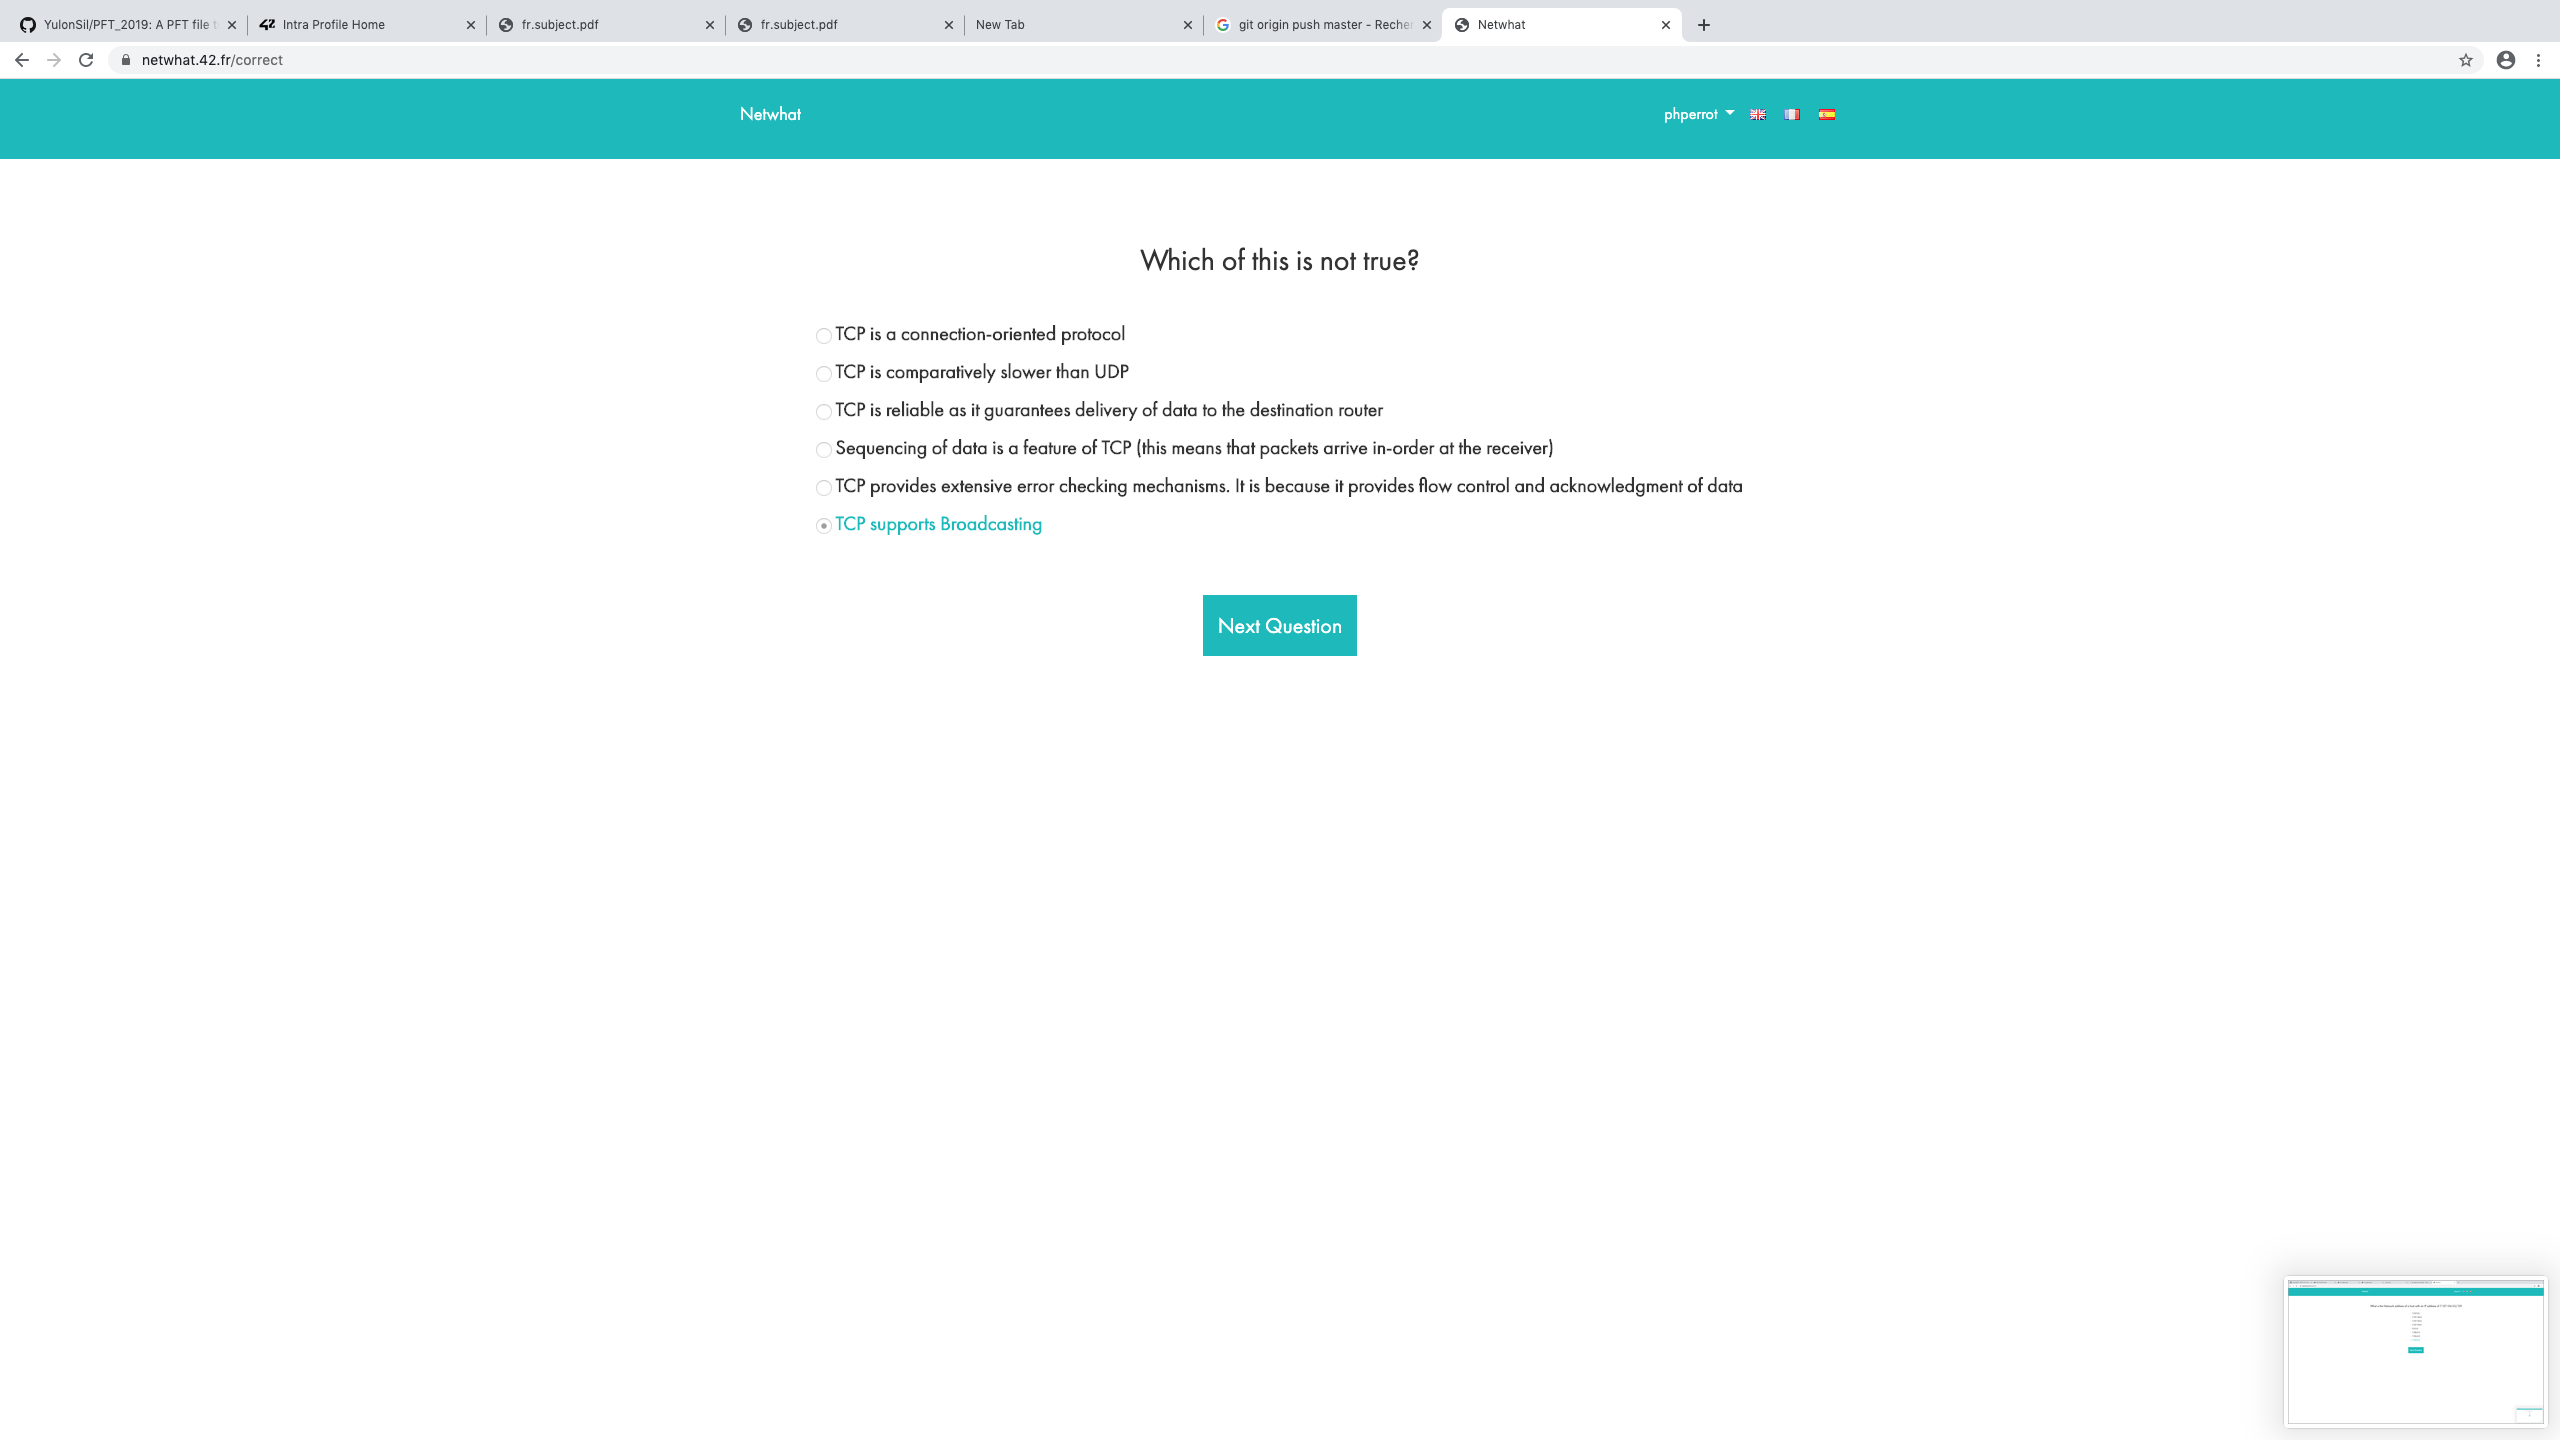 YulonSil/PFT_2019: A PFT file t
Intra Profile Home
fr.subject.pdf
fr.subject.pdf
New Tab
git origin push master - Recher
Netwhat
netwhat.42.fr/correct
Netwhat
phperrot
Which of this is not true?
TCP is a connection-oriented protocol
TCP is comparatively slower than UDP
TCP is reliable as it guarantees delivery of data to the destination router
Sequencing of data is a feature of TCP (this means that packets arrive in-order at the receiver)
TCP provides extensive error checking mechanisms. It is because it provides flow control and acknowledgment of data
TCP supports Broadcasting
Next Question